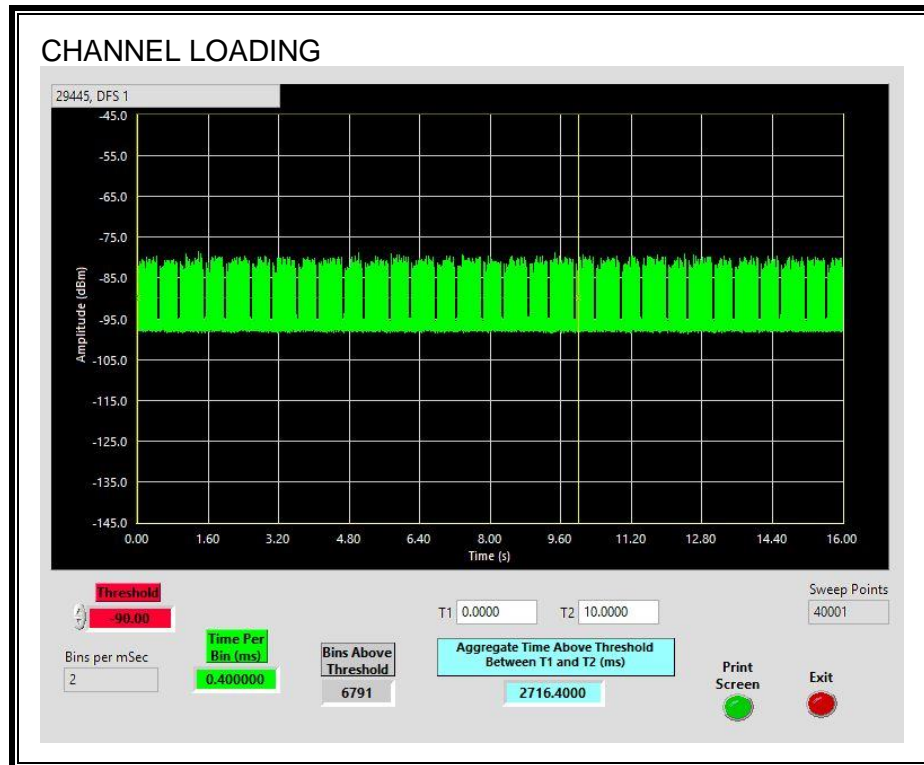 CHANNEL LOADING
29445, DFS 1
-45.0
-55.0
-65.0
-75.0
-85.0
-95.0
-105.0
-115.0
-125.0
-135.0
-145.0
Amplitude (dBm)
0.00 1.60 3.20 4.80 6.40 8.00 9.60 11.20 12.80 14.40 16.00
Time (s)
Threshold
-90.00
Bins per mSec
2
Time Per
Bin (ms)
0.400000
Bins Above
Threshold
6791
T1 0.0000 T2 10.0000
Aggregate Time Above Threshold
Between T1 and T2 (ms)
2716.4000
Sweep Points
40001
Print
Screen
Exit